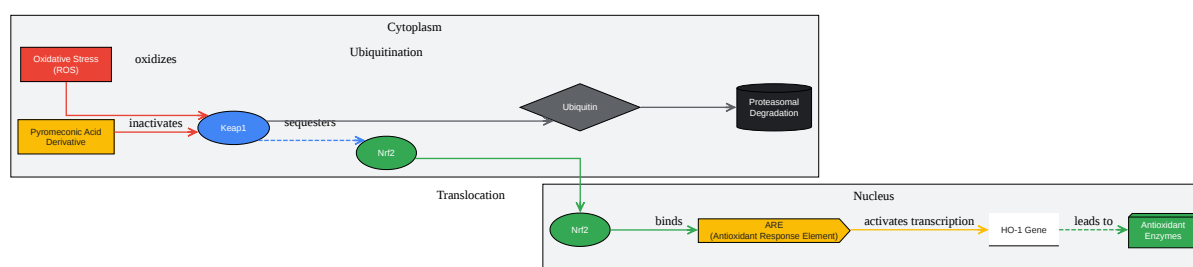 Cytoplasm
Ubiquitination
Oxidative Stress
(ROS)
oxidizes
Ubiquitin
Proteasomal
Degradation
Pyromeconic Acid
Derivative
inactivates
Keap1
sequesters
Nrf2
Translocation
Nucleus
Nrf2
binds
ARE
(Antioxidant Response Element)
activates transcription
HO-1 Gene
leads to
Antioxidant
Enzymes